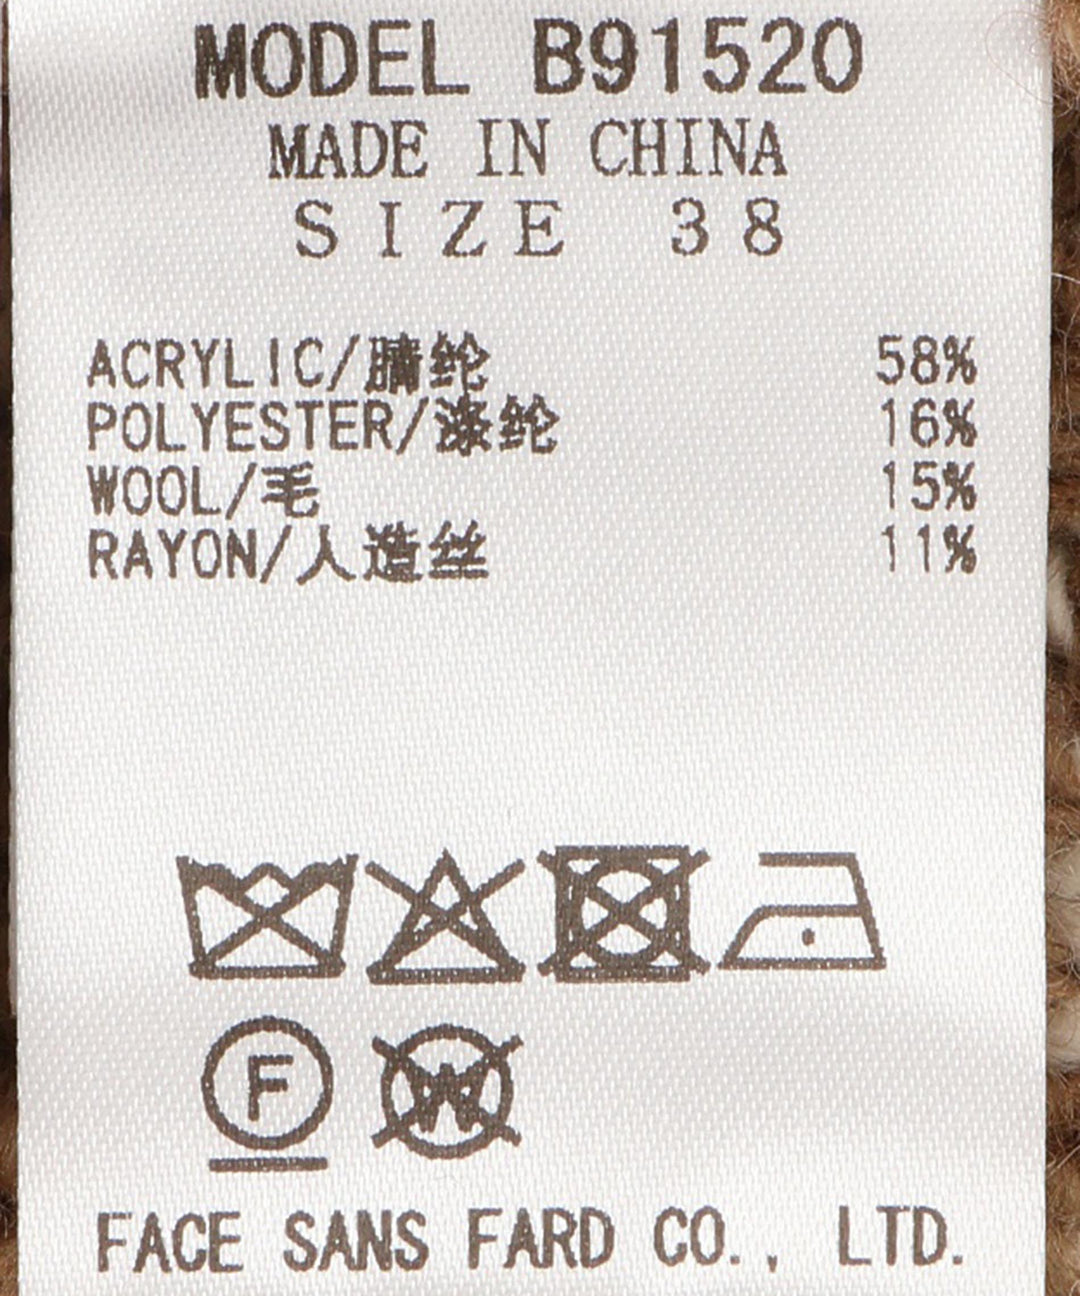 MODEL B91520
MADE IN CHINA
SIZE 38
ACRYLIC/腈纶 58%
POLYESTER/涤纶 16%
WOOL/毛 15%
RAYON/人造丝 11%
F W
FACE SANS FARD CO., LTD.